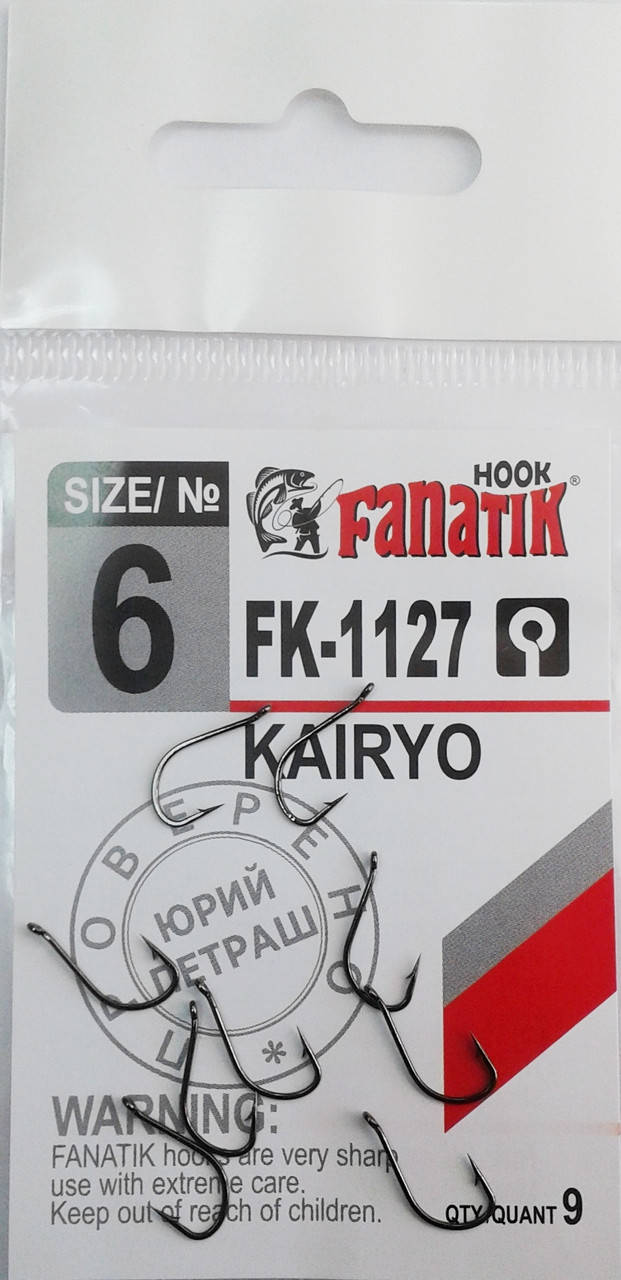 SIZE/ №
6
HOOK
FANATIK®
FK-1127
KAIRYO
ПРОВЕРЕНО
ЮРИЙ
ПЕТРАШ
*
WARNING:
FANATIK hooks are very sharp
use with extreme care.
Keep out of reach of children.
QTY/QUANT 9